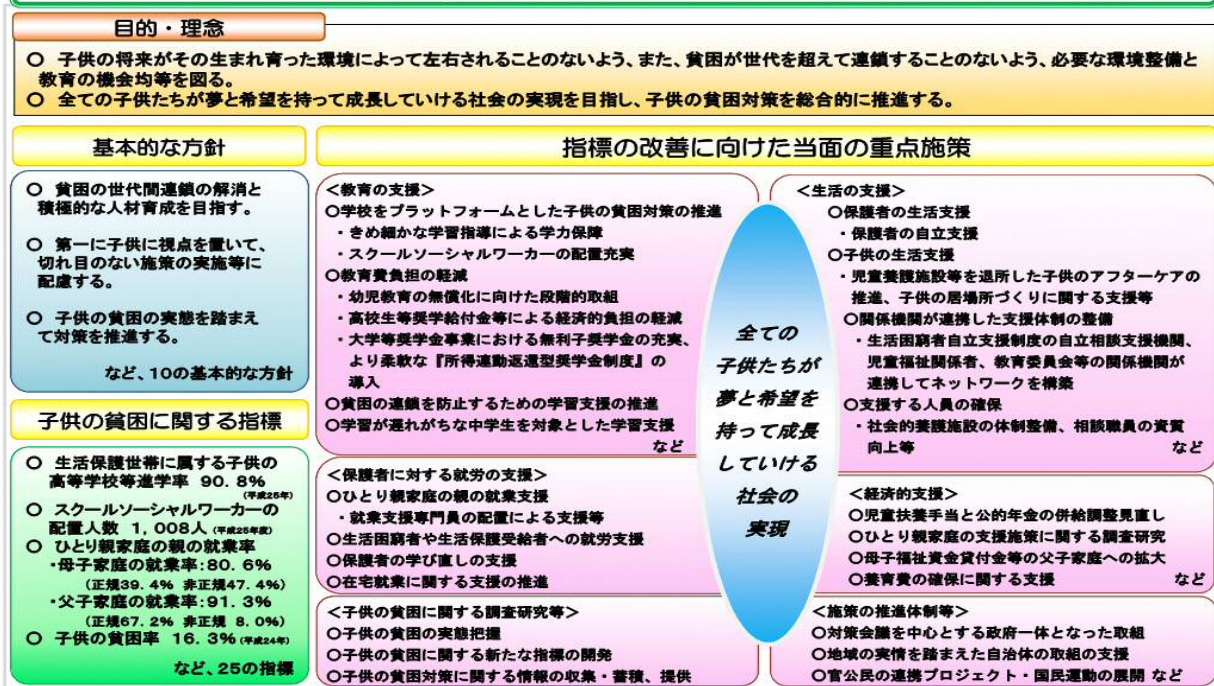 目的・理念
○ 子供の将来がその生まれ育った環境によって左右されることのないよう、また、貧困が世代を超えて連鎖することのないよう、必要な環境整備と
教育の機会均等を図る。
○ 全ての子供たちが夢と希望を持って成長していける社会の実現を目指し、子供の貧困対策を総合的に推進する。
基本的な方針
○ 貧困の世代間連鎖の解消と
積極的な人材育成を目指す。
○ 第一に子供に視点を置いて、
切れ目のない施策の実施等に
配慮する。
○ 子供の貧困の実態を踏まえ
て対策を推進する。
など、10の基本的な方針
子供の貧困に関する指標
○ 生活保護世帯に属する子供の
高等学校等進学率 90.8%
(平成25年)
○ スクールソーシャルワーカーの
配置人数 1,008人(平成25年度)
○ ひとり親家庭の親の就業率
・母子家庭の就業率:80.6%
(正規39.4% 非正規47.4%)
・父子家庭の就業率:91.3%
(正規67.2% 非正規 8.0%)
○ 子供の貧困率 16.3%(平成24年)
など、25の指標
指標の改善に向けた当面の重点施策
<教育の支援>
○学校をプラットフォームとした子供の貧困対策の推進
・きめ細かな学習指導による学力保障
・スクールソーシャルワーカーの配置充実
○教育費負担の軽減
・幼児教育の無償化に向けた段階的取組
・高校生等奨学給付金等による経済的負担の軽減
・大学等奨学金事業における無利子奨学金の充実、
より柔軟な『所得連動返還型奨学金制度』の
導入
○貧困の連鎖を防止するための学習支援の推進
○学習が遅れがちな中学生を対象とした学習支援
など
<保護者に対する就労の支援>
○ひとり親家庭の親の就業支援
・就業支援専門員の配置による支援等
○生活困窮者や生活保護受給者への就労支援
○保護者の学び直しの支援
○在宅就業に関する支援の推進
<子供の貧困に関する調査研究等>
○子供の貧困の実態把握
○子供の貧困に関する新たな指標の開発
○子供の貧困対策に関する情報の収集・蓄積、提供
全ての
子供たちが
夢と希望を
持って成長
していける
社会の
実現
<生活の支援>
○保護者の生活支援
・保護者の自立支援
○子供の生活支援
・児童養護施設等を退所した子供のアフターケアの
推進、子供の居場所づくりに関する支援等
○関係機関が連携した支援体制の整備
・生活困窮者自立支援制度の自立相談支援機関、
児童福祉関係者、教育委員会等の関係機関が
連携してネットワークを構築
○支援する人員の確保
・社会的養護施設の体制整備、相談職員の資質
向上等 など
<経済的支援>
○児童扶養手当と公的年金の併給調整見直し
○ひとり親家庭の支援施策に関する調査研究
○母子福祉資金貸付金等の父子家庭への拡大
○養育費の確保に関する支援 など
<施策の推進体制等>
○対策会議を中心とする政府一体となった取組
○地域の実情を踏まえた自治体の取組の支援
○官公民の連携プロジェクト・国民運動の展開 など